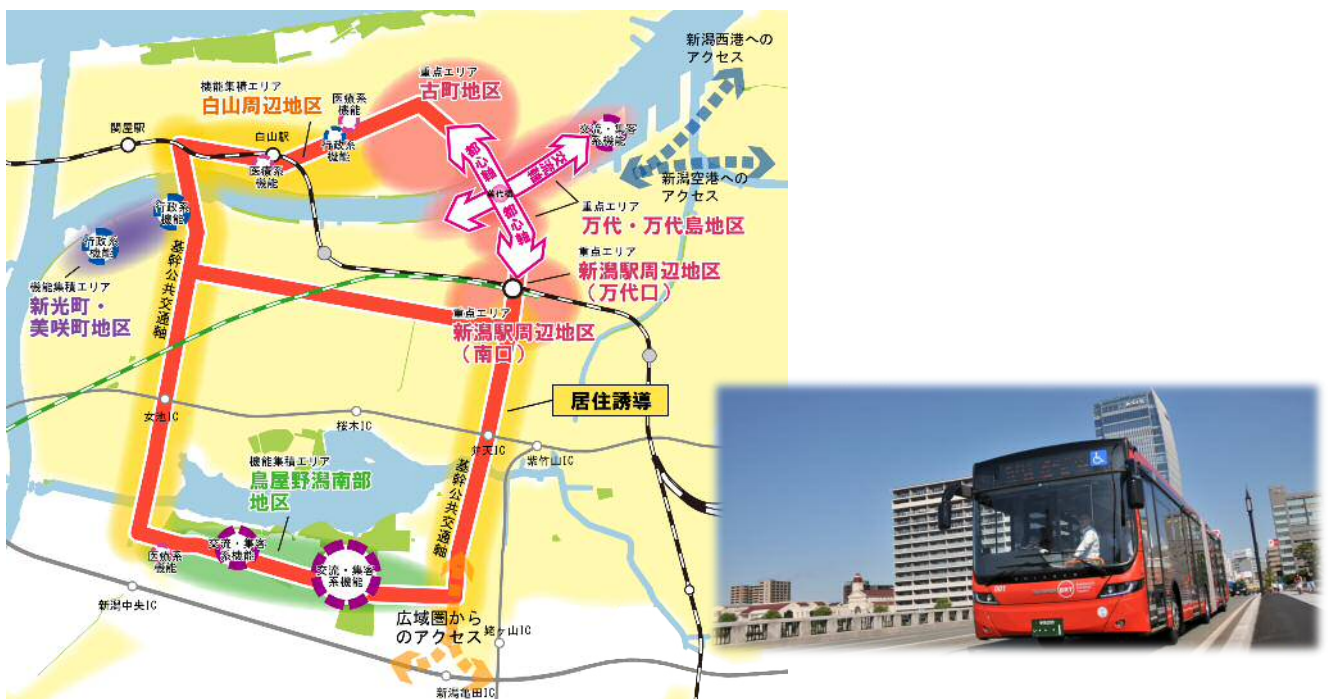 新潟西港への
アクセス
重点エリア
古町地区
機能集積エリア
白山周辺地区
医療系
機能
関屋駅
白山駅
行政系
機能
医療系
機能
交流・集客
系機能
都心軸
交流軸
萬代橋
都心軸
新潟空港への
アクセス
重点エリア
万代・万代島地区
行政系
機能
行政系
機能
重点エリア
新潟駅周辺地区
（万代口）
機能集積エリア
新光町・
美咲町地区
基幹公共交通軸
重点エリア
新潟駅周辺地区
（南口）
居住誘導
女池IC
桜木IC
弁天IC
紫竹山IC
機能集積エリア
鳥屋野潟南部
地区
基幹公共交通軸
医療系
機能
交流・集客
系機能
交流・集客
系機能
新潟中央IC
広域圏から
のアクセス
姥ヶ山IC
新潟亀田IC
BRT